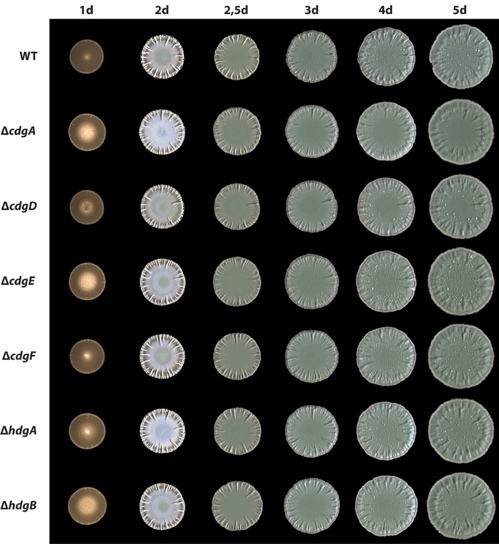 1d 2d 2,5d 3d 4d 5d
WT
ΔcdgA
ΔcdgD
ΔcdgE
ΔcdgF
ΔhdgA
ΔhdgB